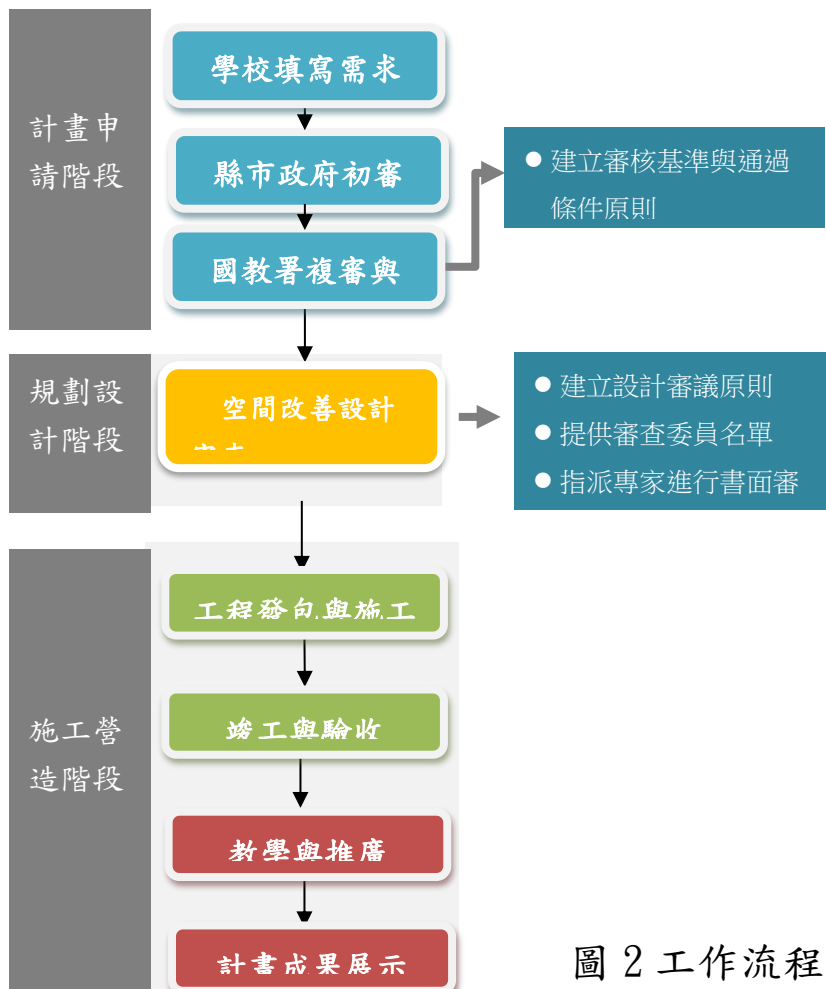 計畫申
請階段
學校填寫需求
縣市政府初審
國教署複審與
● 建立審核基準與通過
條件原則
規劃設
計階段
空間改善設計
● 建立設計審議原則
● 提供審查委員名單
● 指派專家進行書面審
施工營
造階段
工程發包與施工
竣工與驗收
教學與推廣
計畫成果展示
圖 2 工作流程